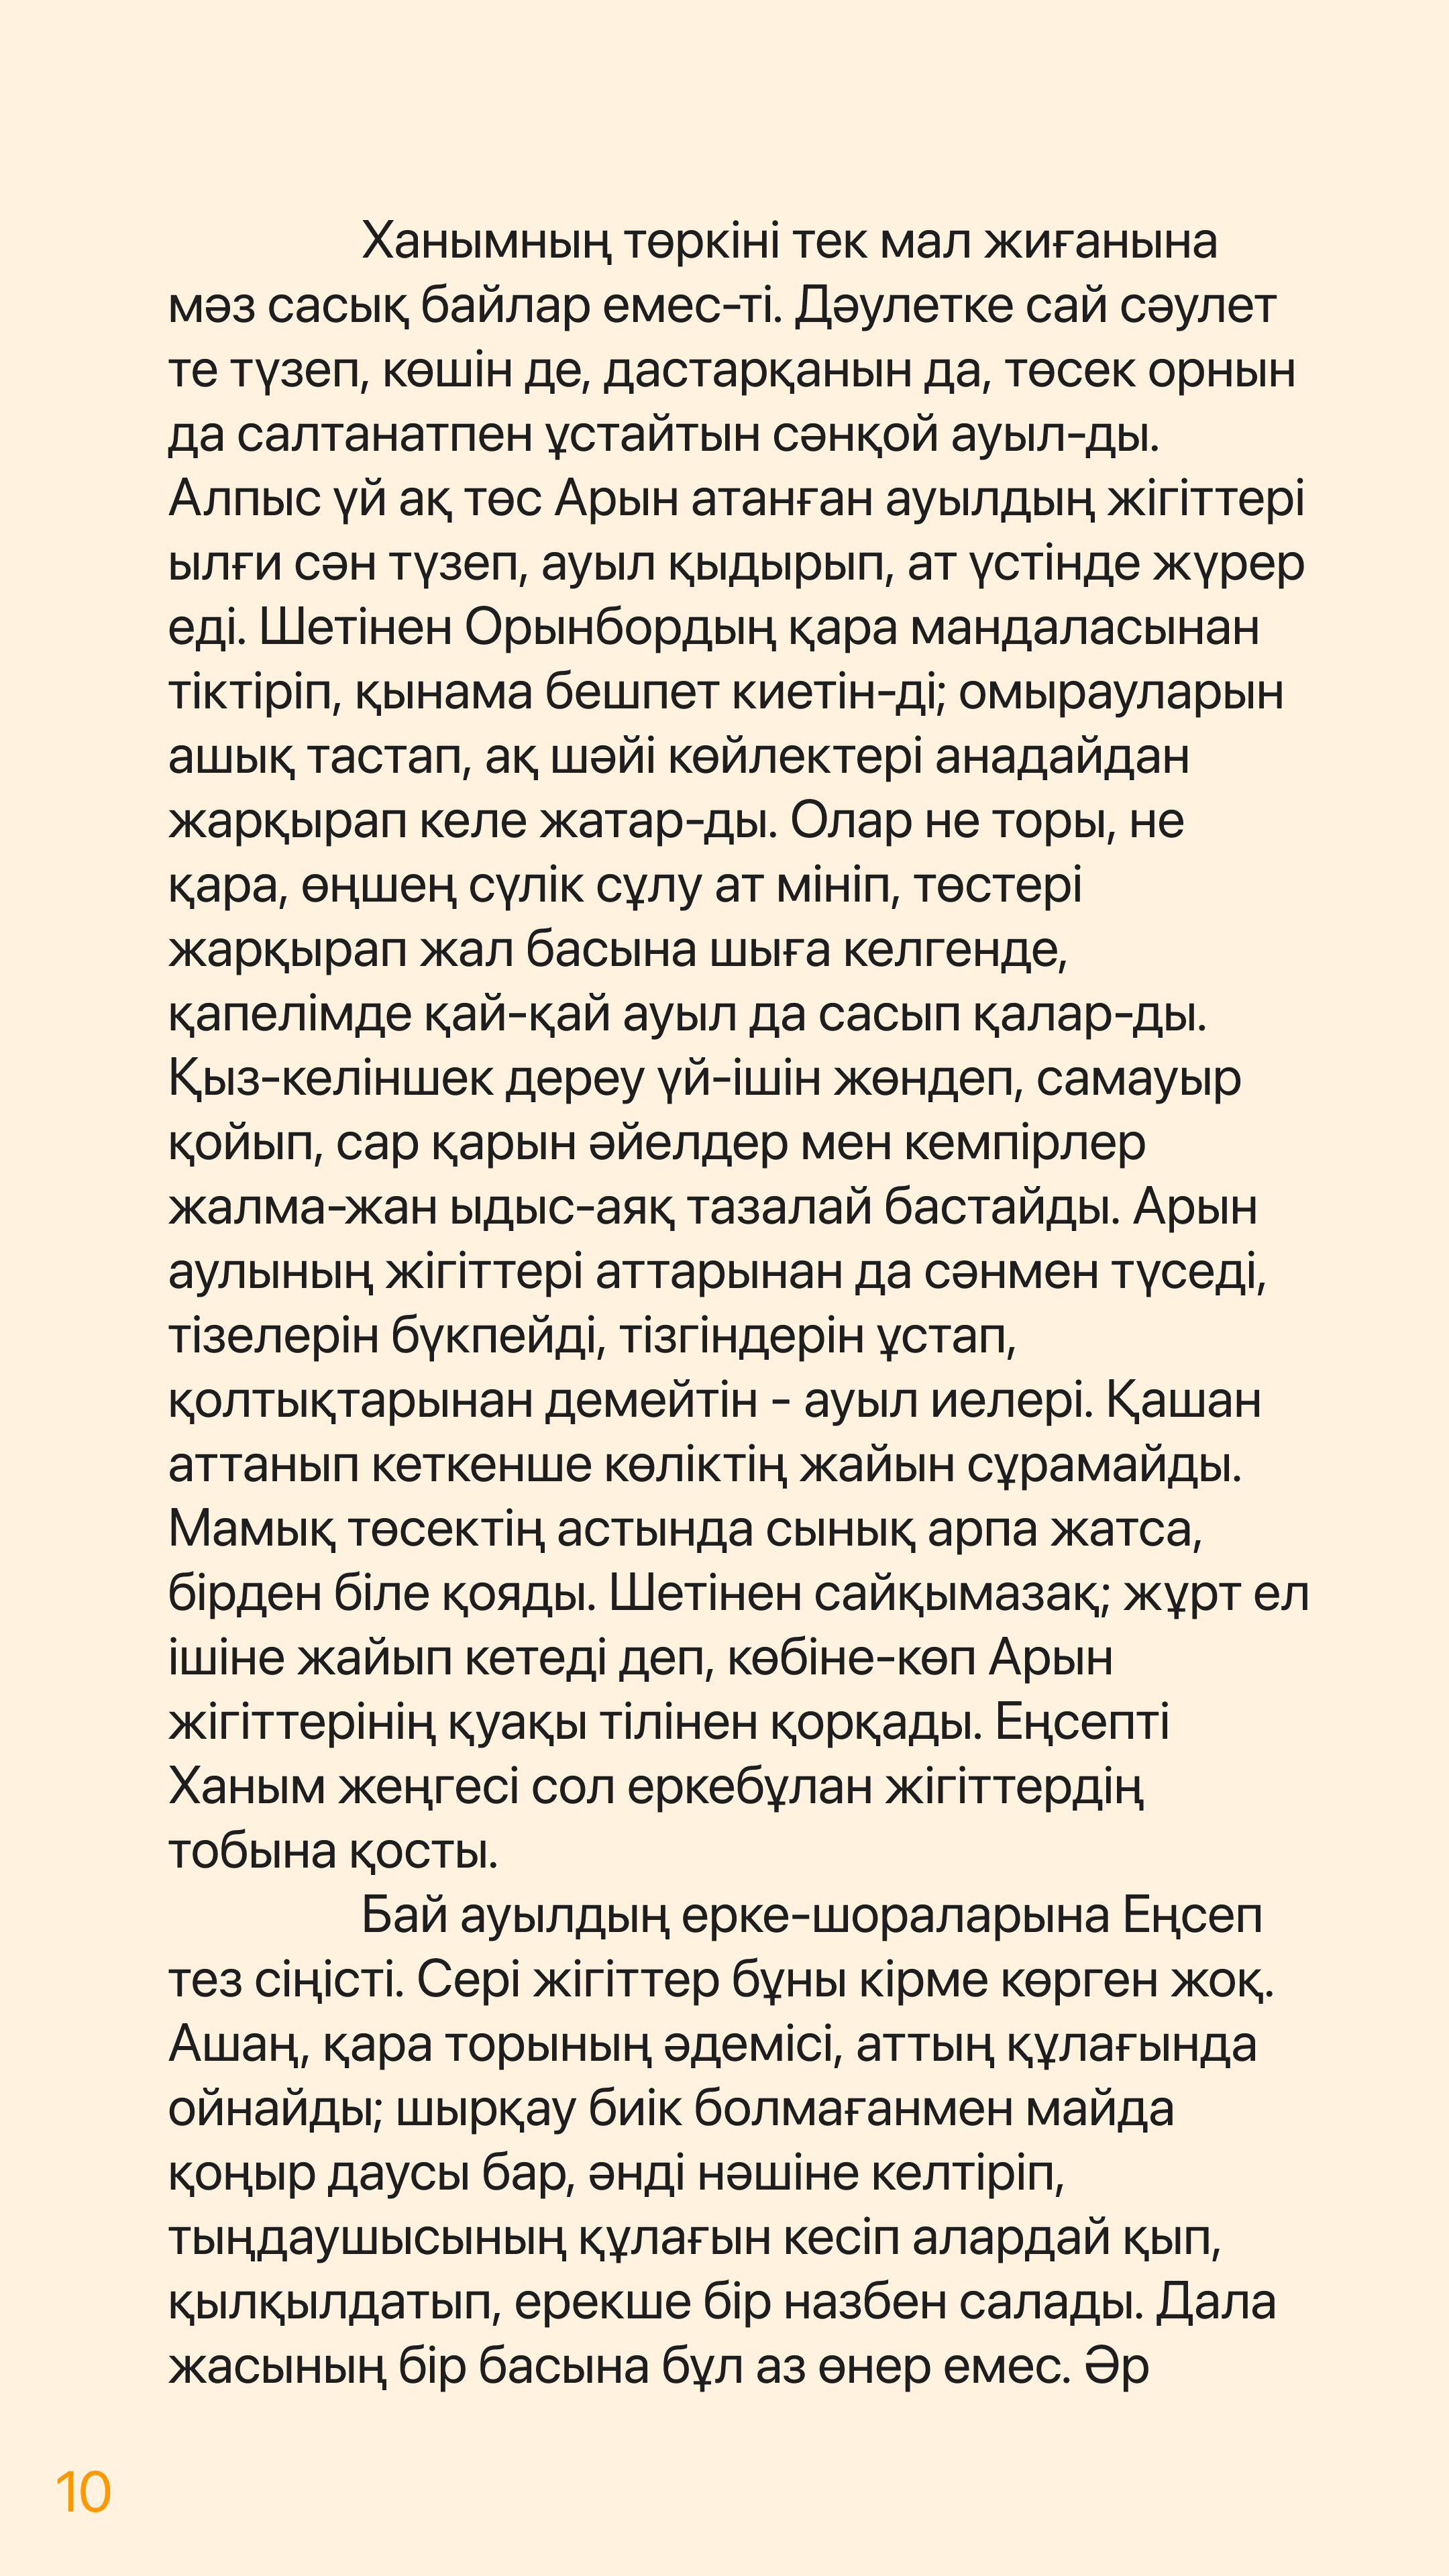 Ханымның төркіні тек мал жиғанына
мәз сасық байлар емес-ті. Дәулетке сай сәулет
те түзеп, көшін де, дастарқанын да, төсек орнын
да салтанатпен ұстайтын сәнқой ауыл-ды.
Алпыс үй ақ төс Арын атанған ауылдың жігіттері
ылғи сән түзеп, ауыл қыдырып, ат үстінде жүрер
еді. Шетінен Орынбордың қара мандаласынан
тіктіріп, қынама бешпет киетін-ді; омырауларын
ашық тастап, ақ шәйі көйлектері анадайдан
жарқырап келе жатар-ды. Олар не торы, не
қара, өңшең сүлік сұлу ат мініп, төстері
жарқырап жал басына шыға келгенде,
қапелімде қай-қай ауыл да сасып қалар-ды.
Қыз-келіншек дереу үй-ішін жөндеп, самауыр
қойып, сар қарын әйелдер мен кемпірлер
жалма-жан ыдыс-аяқ тазалай бастайды. Арын
аулының жігіттері аттарынан да сәнмен түседі,
тізелерін бүкпейді, тізгіндерін ұстап,
қолтықтарынан демейтін - ауыл иелері. Қашан
аттанып кеткенше көліктің жайын сұрамайды.
Мамық төсектің астында сынық арпа жатса,
бірден біле қояды. Шетінен сайқымазақ; жұрт ел
ішіне жайып кетеді деп, көбіне-көп Арын
жігіттерінің қуақы тілінен қорқады. Еңсепті
Ханым жеңгесі сол еркебұлан жігіттердің
тобына қосты.
Бай ауылдың ерке-шораларына Еңсеп
тез сіңісті. Сері жігіттер бұны кірме көрген жоқ.
Ашаң, қара торының әдемісі, аттың құлағында
ойнайды; шырқау биік болмағанмен майда
қоңыр даусы бар, әнді нәшіне келтіріп,
тыңдаушысының құлағын кесіп алардай қып,
қылқылдатып, ерекше бір назбен салады. Дала
жасының бір басына бұл аз өнер емес. Әр
10